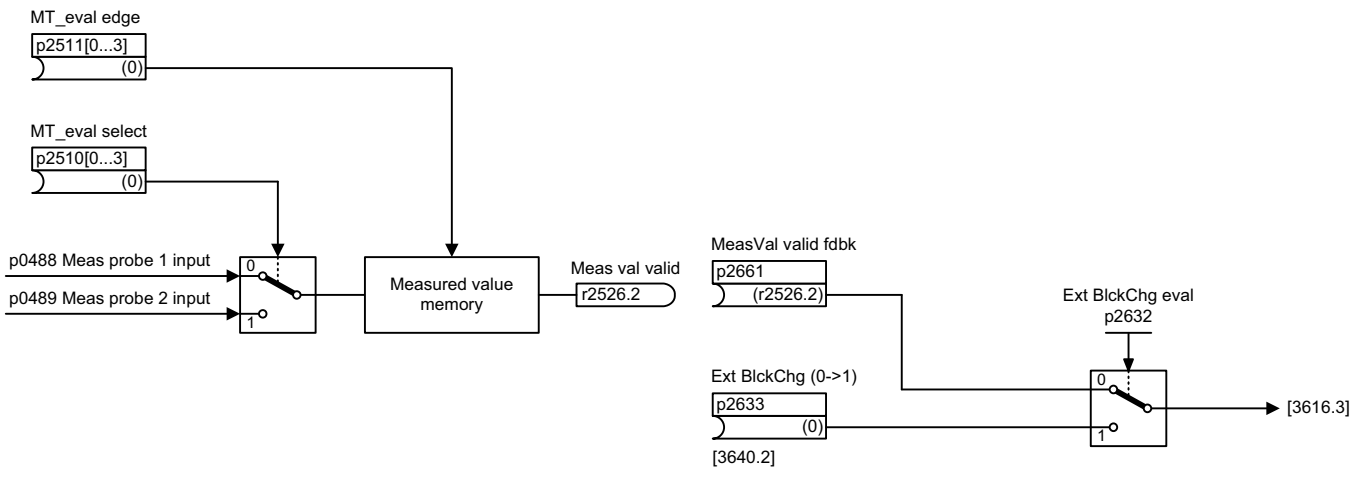 MT_eval edge
p2511[0...3]
(0)
MT_eval select
p2510[0...3]
(0)
p0488 Meas probe 1 input
p0489 Meas probe 2 input
0
1
Measured value
memory
Meas val valid
r2526.2
MeasVal valid fdbk
p2661
(r2526.2)
Ext BlckChg (0->1)
p2633
(0)
[3640.2]
Ext BlckChg eval
p2632
0
1
[3616.3]